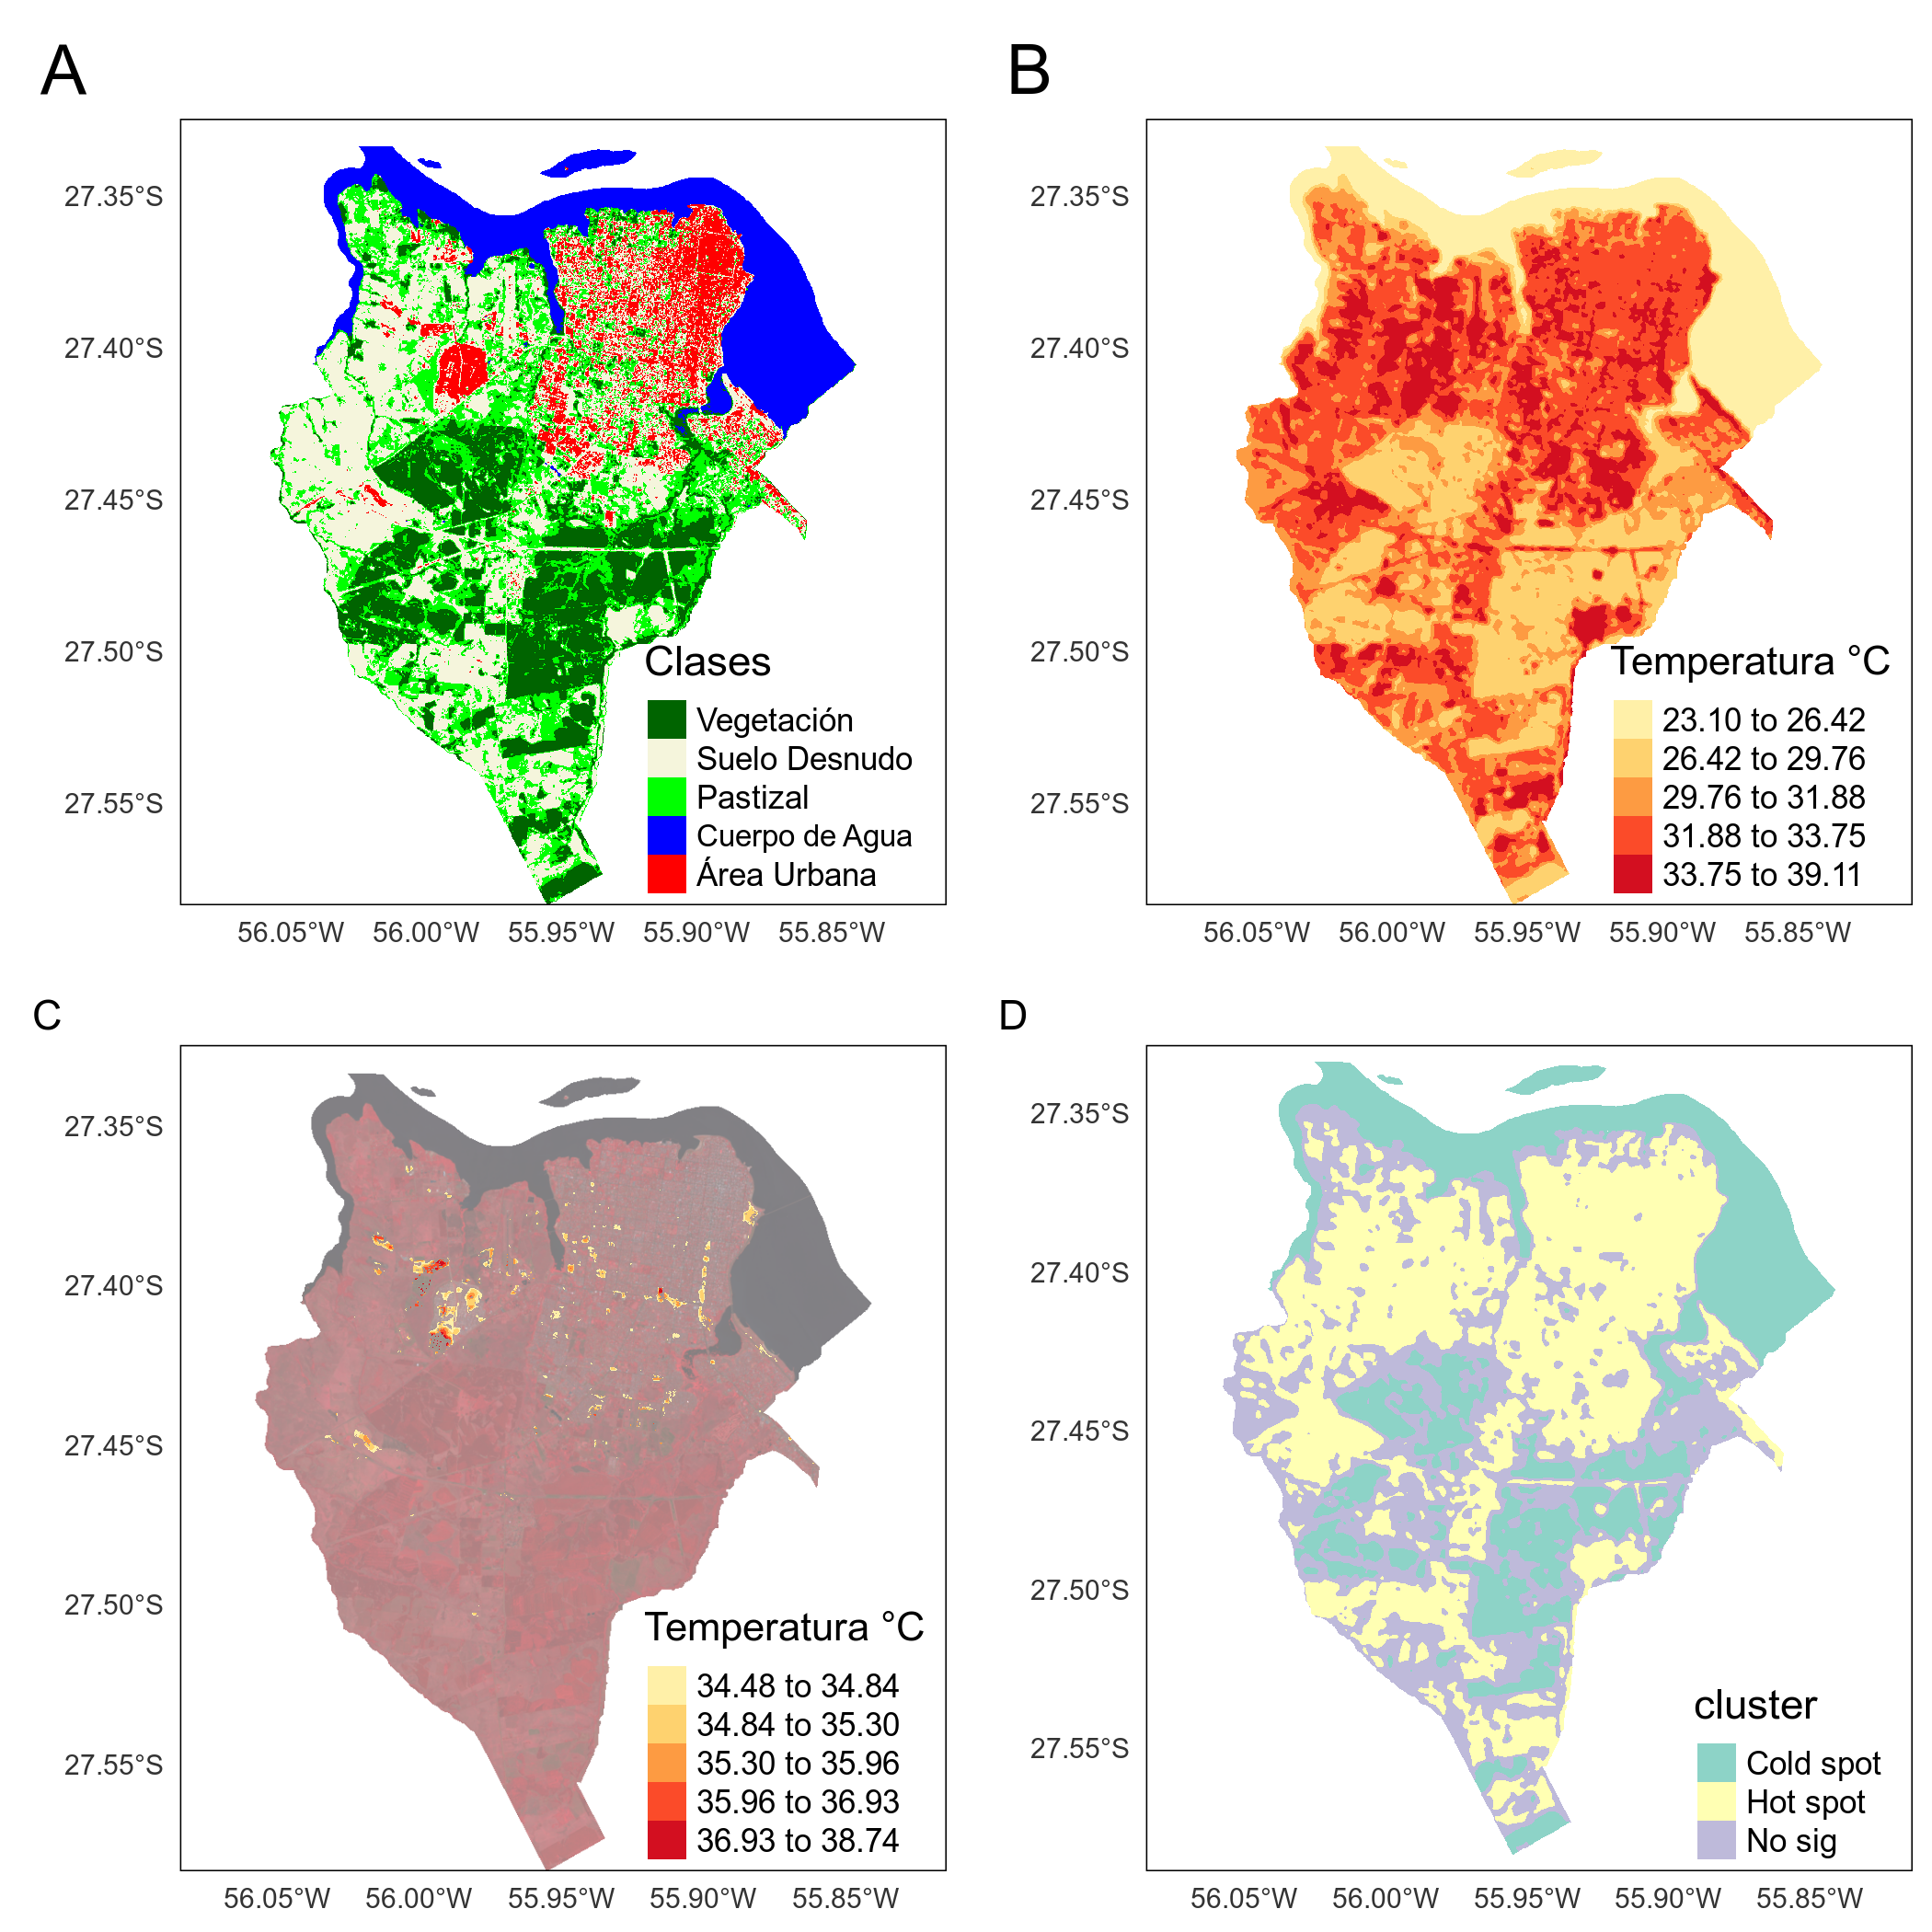 A
27.35°S
27.40°S
27.45°S
27.50°S
27.55°S
56.05°W 56.00°W 55.95°W 55.90°W 55.85°W
Clases
Vegetación
Suelo Desnudo
Pastizal
Cuerpo de Agua
Área Urbana
B
27.35°S
27.40°S
27.45°S
27.50°S
27.55°S
56.05°W 56.00°W 55.95°W 55.90°W 55.85°W
Temperatura °C
23.10 to 26.42
26.42 to 29.76
29.76 to 31.88
31.88 to 33.75
33.75 to 39.11
C
27.35°S
27.40°S
27.45°S
27.50°S
27.55°S
56.05°W 56.00°W 55.95°W 55.90°W 55.85°W
Temperatura °C
34.48 to 34.84
34.84 to 35.30
35.30 to 35.96
35.96 to 36.93
36.93 to 38.74
D
27.35°S
27.40°S
27.45°S
27.50°S
27.55°S
56.05°W 56.00°W 55.95°W 55.90°W 55.85°W
cluster
Cold spot
Hot spot
No sig